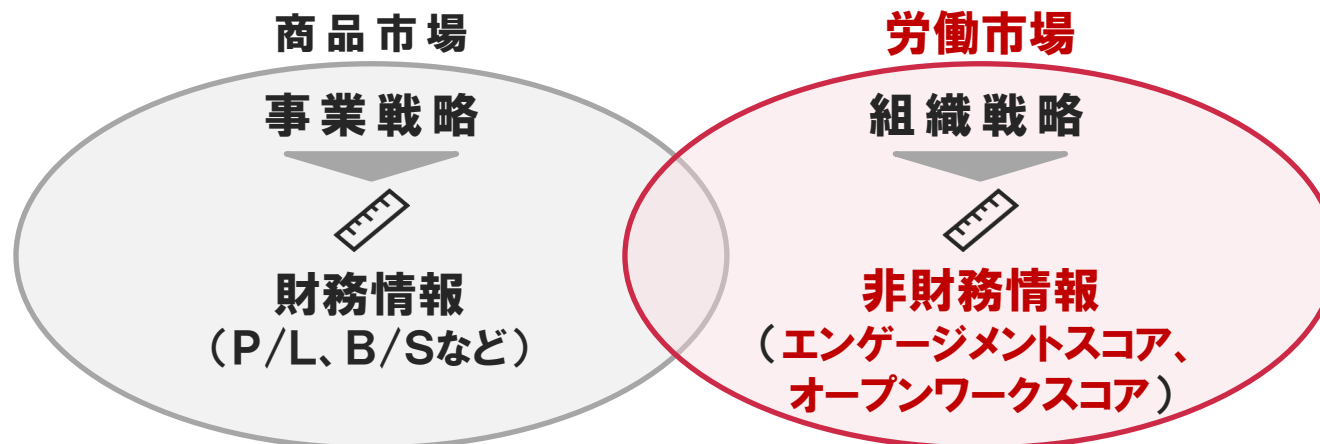 商品市場
事業戦略
財務情報
（P/L、B/Sなど）
労働市場
組織戦略
非財務情報
（エンゲージメントスコア、
オープンワークスコア）